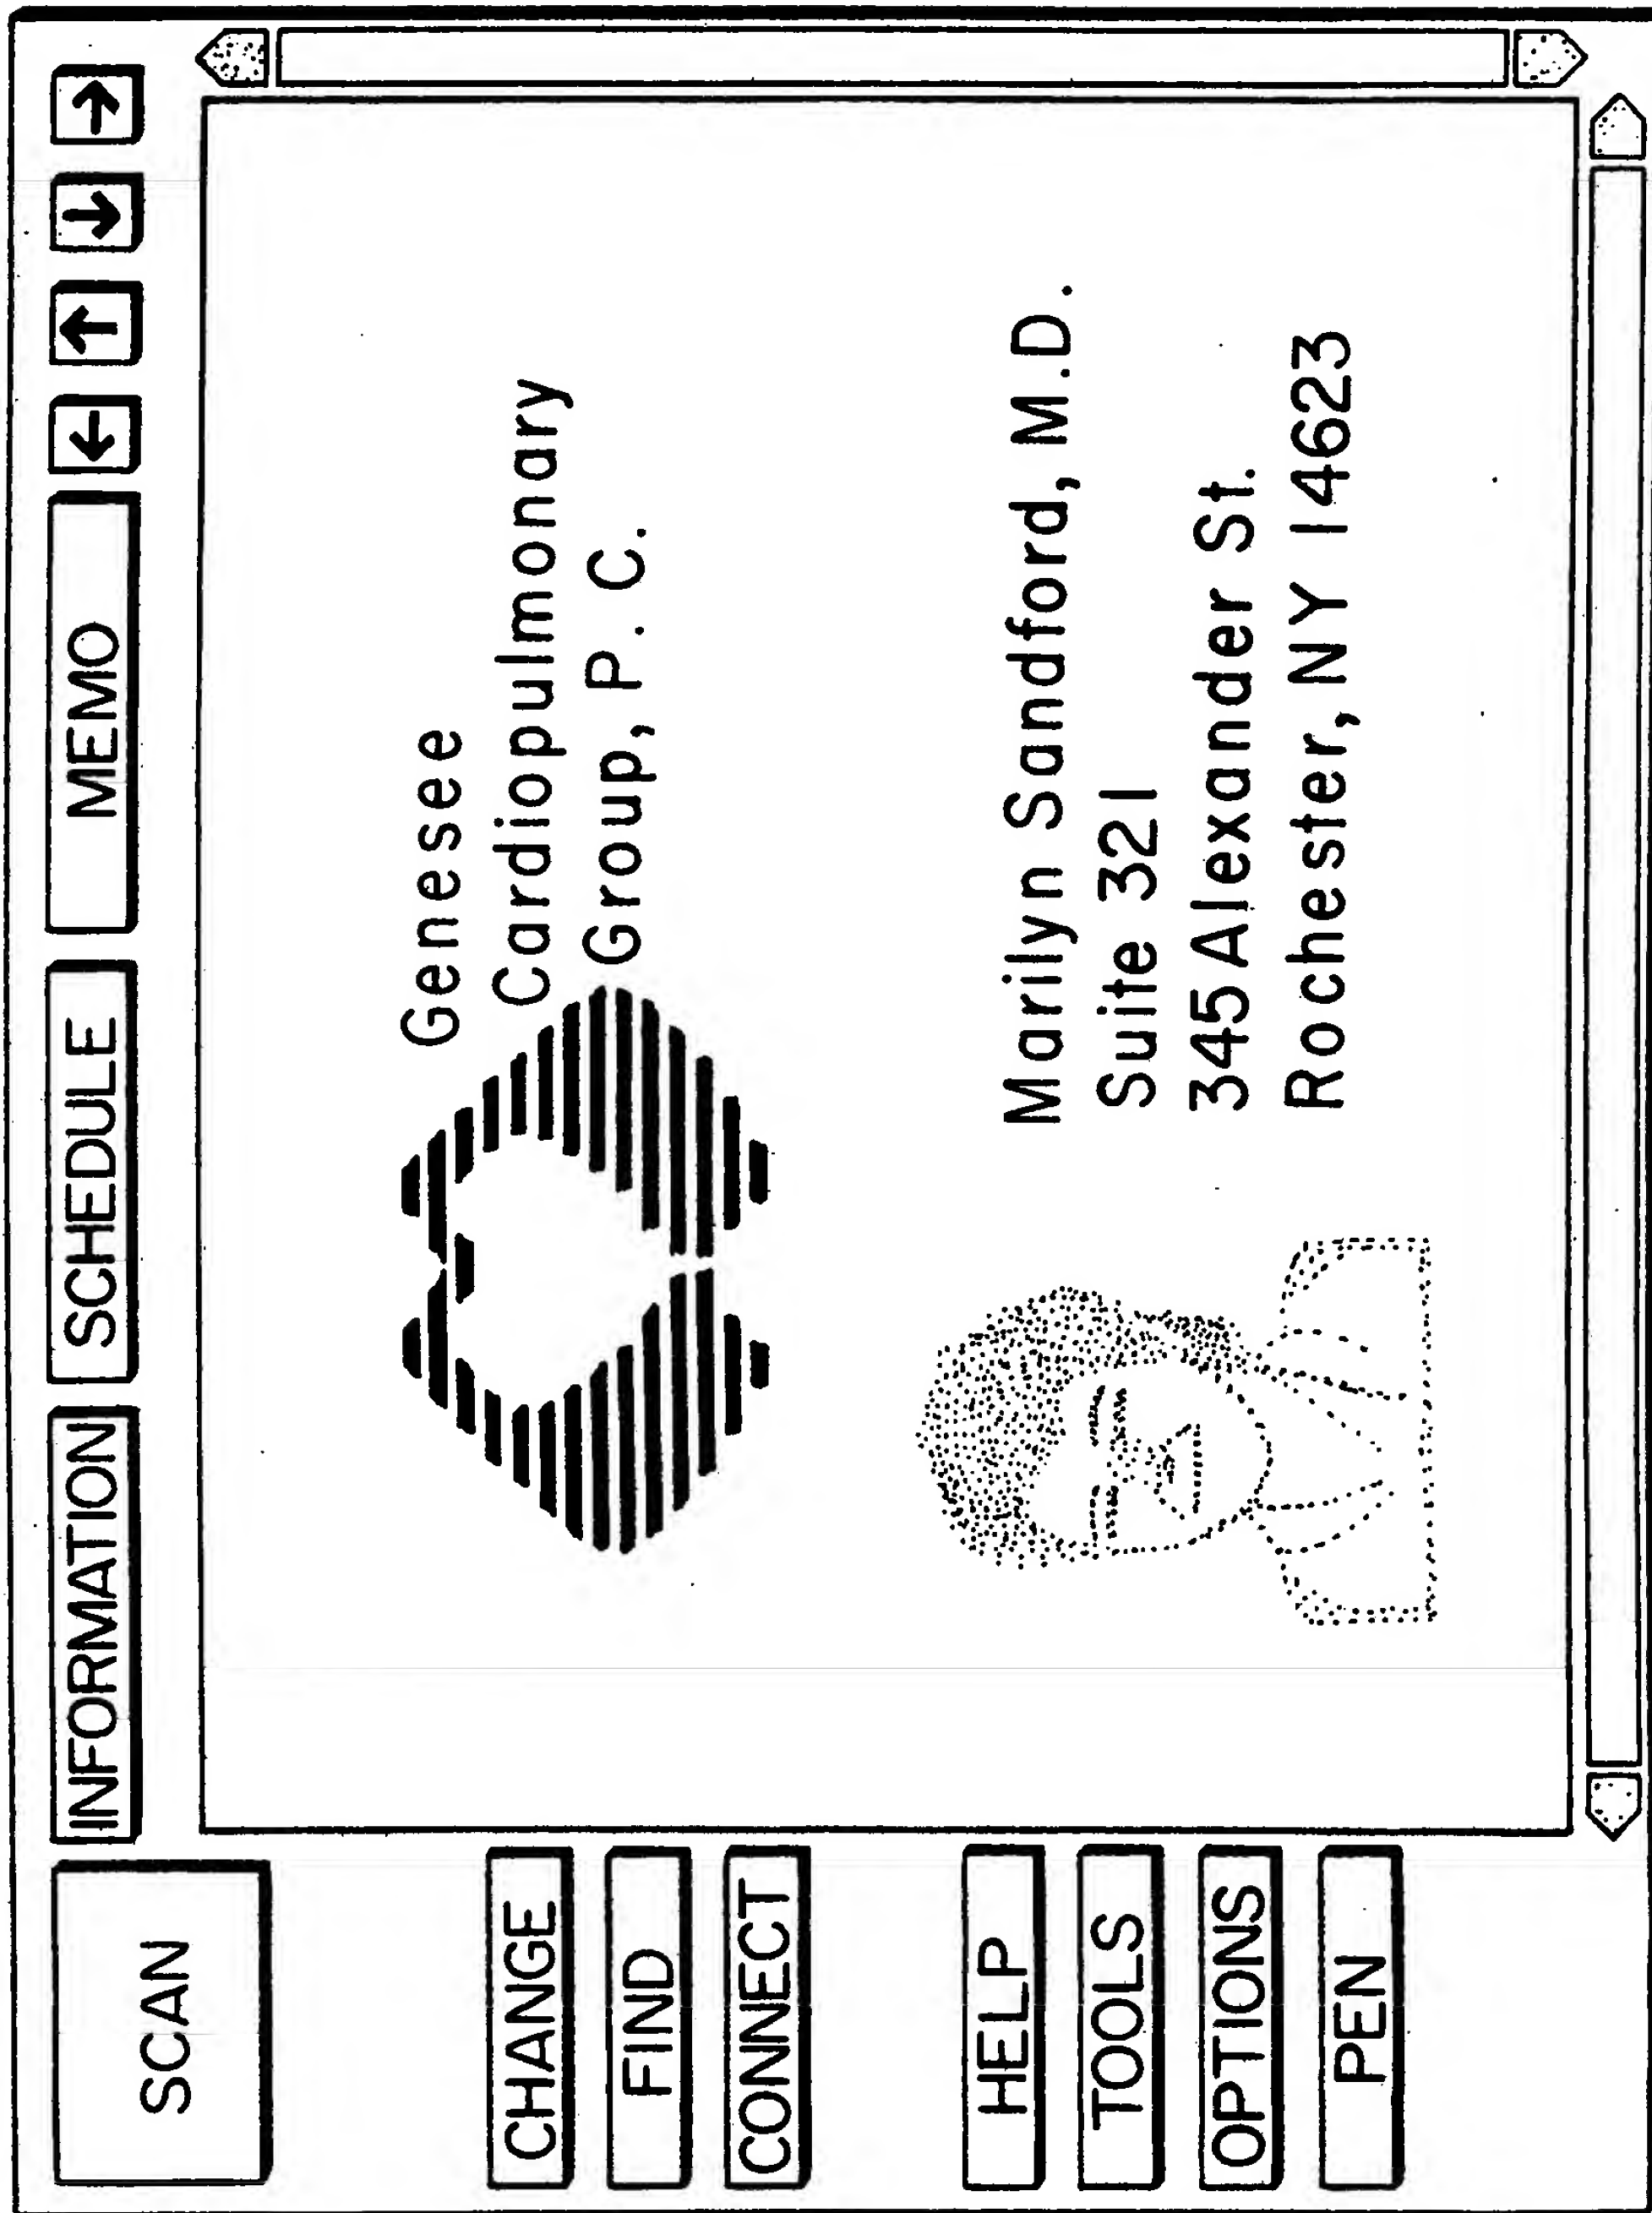 SCAN
INFORMATION
SCHEDULE
MEMO
CHANGE
FIND
CONNECT
HELP
TOOLS
OPTIONS
PEN
Genesee
Cardiopulmonary
Group, P. C.
Marilyn Sandford, M.D.
Suite 321
345 Alexander St.
Rochester, NY 14623